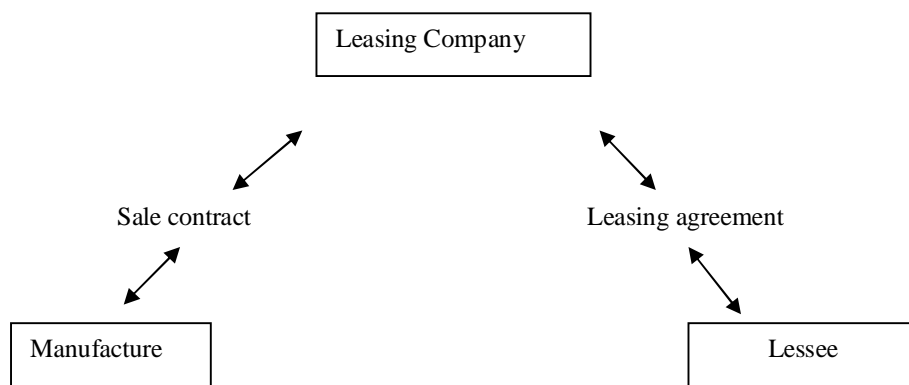 Leasing Company
Sale contract
Leasing agreement
Manufacture
Lessee